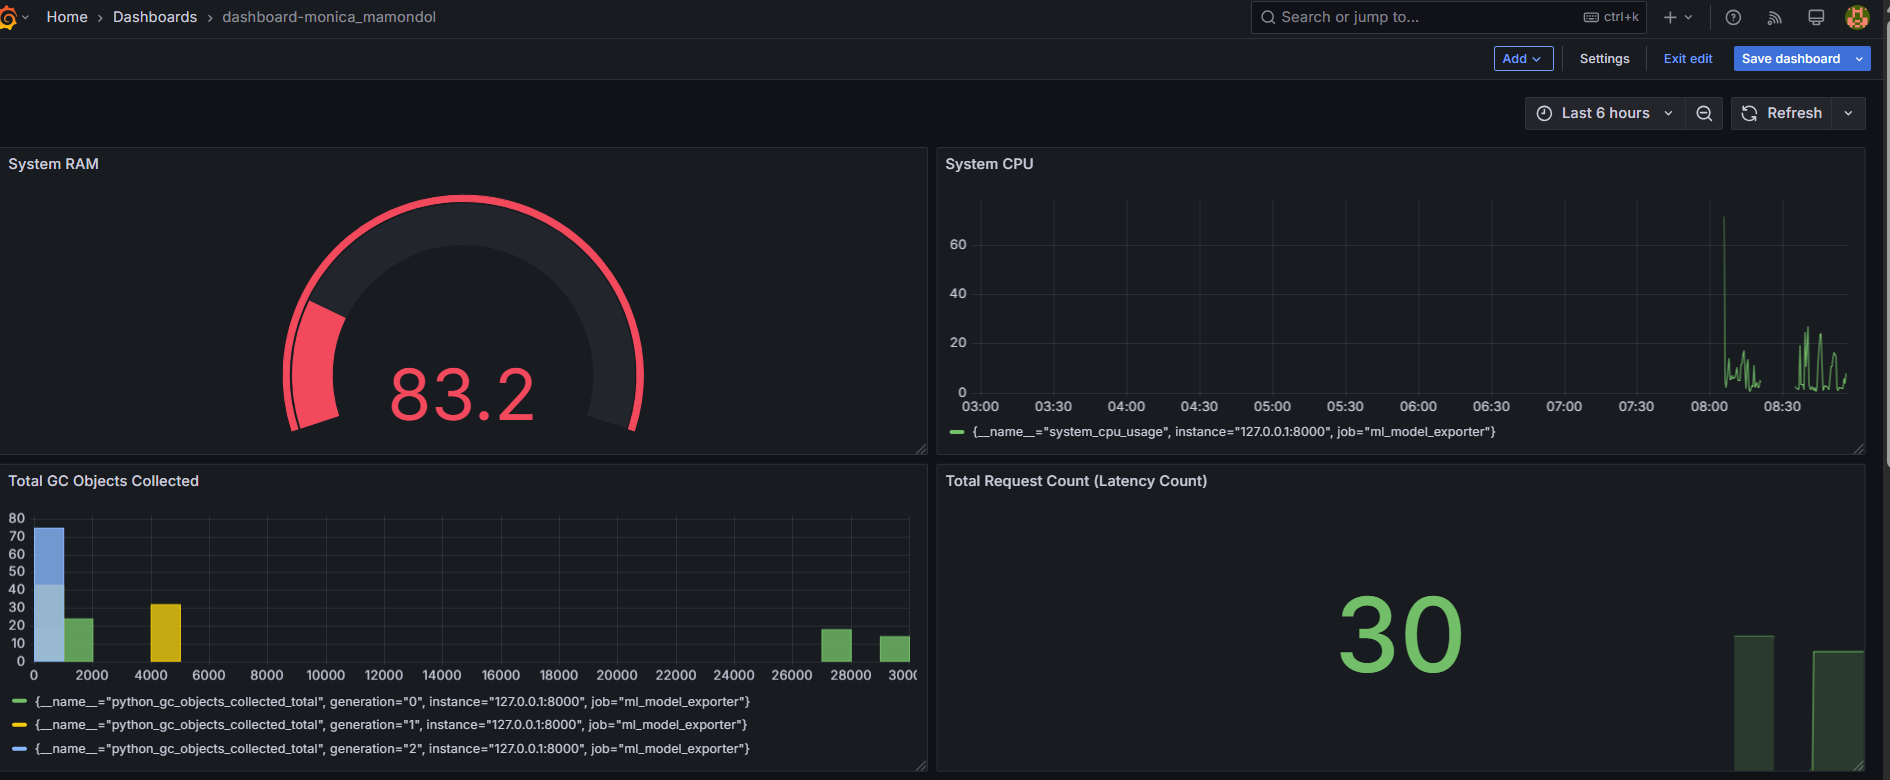 Home › Dashboards › dashboard-monica_mamondol
Search or jump to... ctrl+k
Add Settings Exit edit Save dashboard
Last 6 hours Refresh
System RAM
83.2
System CPU
60
40
20
0
03:00 03:30 04:00 04:30 05:00 05:30 06:00 06:30 07:00 07:30 08:00 08:30
{__name__="system_cpu_usage", instance="127.0.0.1:8000", job="ml_model_exporter"}
Total GC Objects Collected
80
70
60
50
40
30
20
10
0
0 2000 4000 6000 8000 10000 12000 14000 16000 18000 20000 22000 24000 26000 28000 3000
{__name__="python_gc_objects_collected_total", generation="0", instance="127.0.0.1:8000", job="ml_model_exporter"}
{__name__="python_gc_objects_collected_total", generation="1", instance="127.0.0.1:8000", job="ml_model_exporter"}
{__name__="python_gc_objects_collected_total", generation="2", instance="127.0.0.1:8000", job="ml_model_exporter"}
Total Request Count (Latency Count)
30